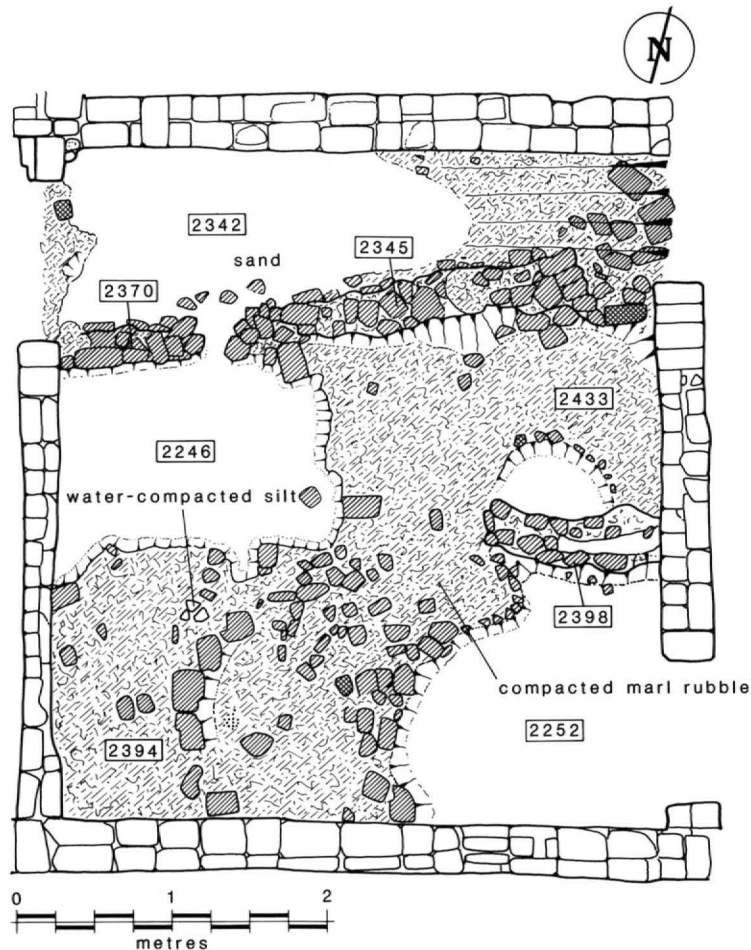 N
2342
sand
2345
2370
2433
2246
water-compacted silt
2398
compacted marl rubble
2252
2394
0 1 2
metres